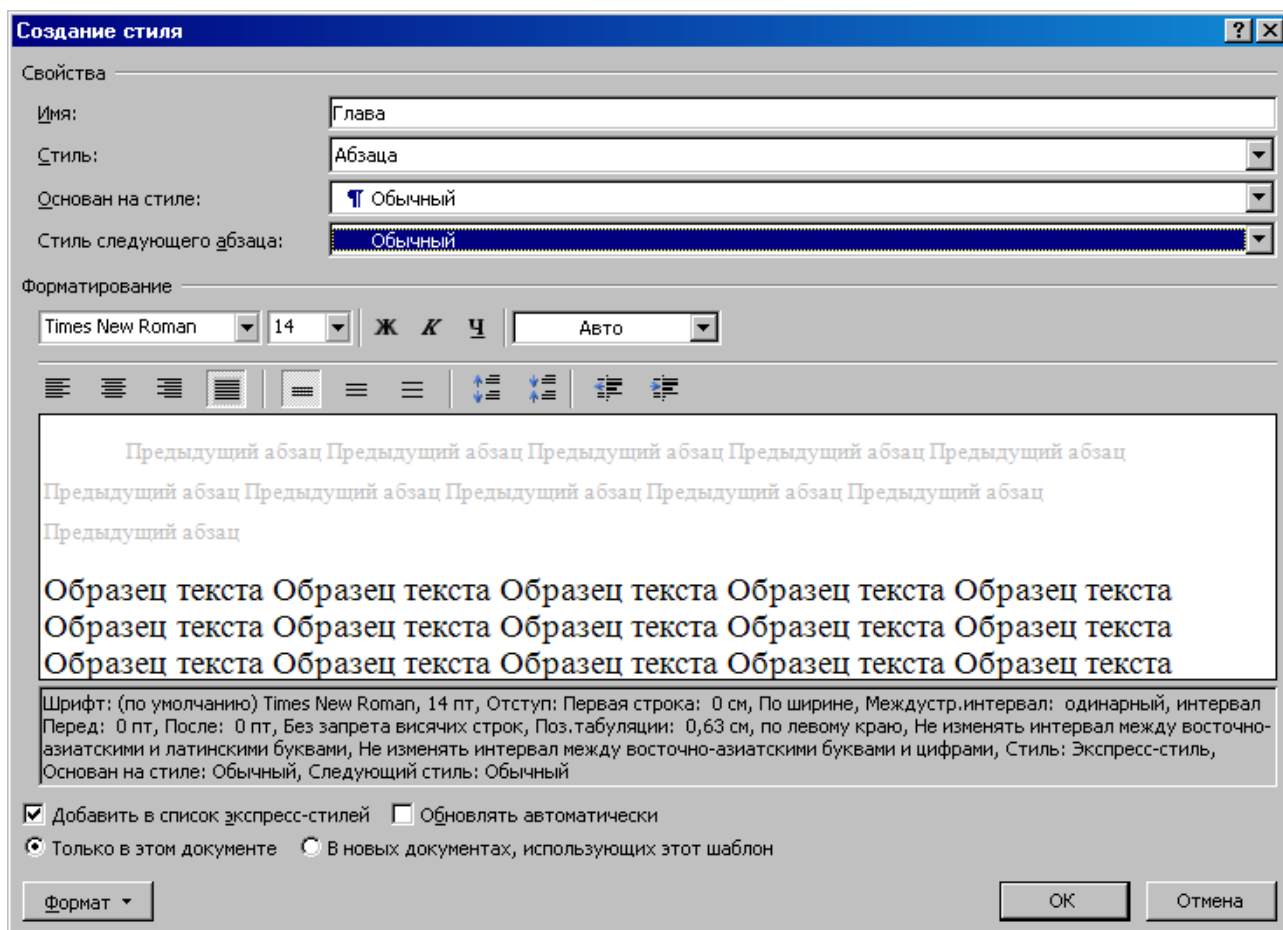 Создание стиля
Свойства
Имя: Глава
Стиль: Абзаца
Основан на стиле: ¶ Обычный
Стиль следующего абзаца: Обычный
Форматирование
Times New Roman 14 Ж К Ч Авто
Предыдущий абзац Предыдущий абзац Предыдущий абзац Предыдущий абзац Предыдущий абзац
Предыдущий абзац Предыдущий абзац Предыдущий абзац Предыдущий абзац Предыдущий абзац
Предыдущий абзац
Образец текста Образец текста Образец текста Образец текста Образец текста
Образец текста Образец текста Образец текста Образец текста Образец текста
Образец текста Образец текста Образец текста Образец текста Образец текста
Шрифт: (по умолчанию) Times New Roman, 14 пт, Отступ: Первая строка: 0 см, По ширине, Междустр.интервал: одинарный, интервал
Перед: 0 пт, После: 0 пт, Без запрета висячих строк, Поз.табуляции: 0,63 см, по левому краю, Не изменять интервал между восточно-
азиатскими и латинскими буквами, Не изменять интервал между восточно-азиатскими буквами и цифрами, Стиль: Экспресс-стиль,
Основан на стиле: Обычный, Следующий стиль: Обычный
Добавить в список экспресс-стилей Обновлять автоматически
Только в этом документе В новых документах, использующих этот шаблон
Формат ОК Отмена